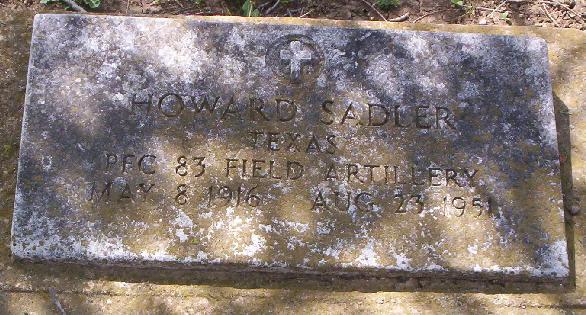 HOWARD SADLER
TEXAS
PFC 83 FIELD ARTILLERY
MAY 8 1916 AUG 23 1951